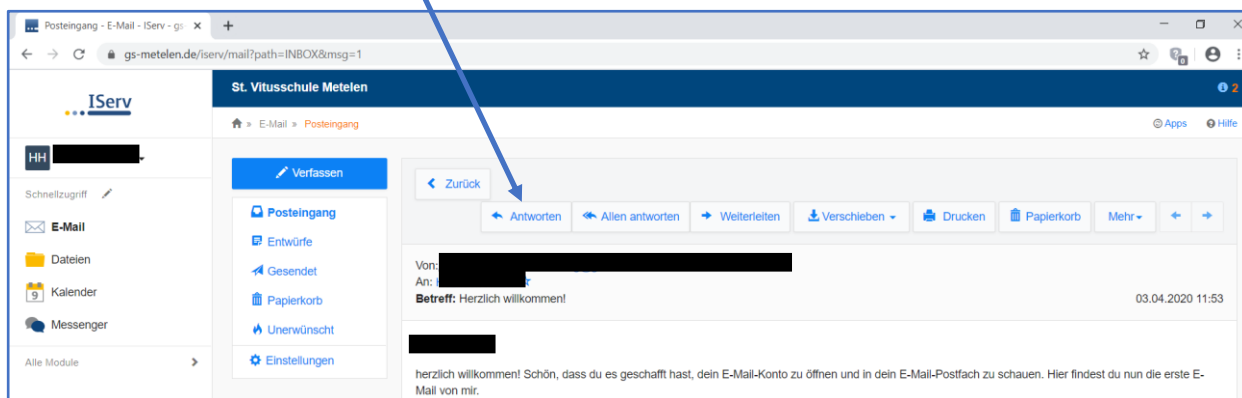 Posteingang - E-Mail - IServ - gs-
gs-metelen.de/iserv/mail?path=INBOX&msg=1
0
IServ
St. Vitusschule Metelen
2
» E-Mail » Posteingang
Apps Hilfe
HH
Schnellzugriff
E-Mail
Dateien
9 Kalender
Messenger
Alle Module
Verfassen
Posteingang
Entwürfe
Gesendet
Papierkorb
Unerwünscht
Einstellungen
Zurück
Antworten Allen antworten Weiterleiten Verschieben Drucken Papierkorb Mehr
Von:
An:
Betreff: Herzlich willkommen!
03.04.2020 11:53
herzlich willkommen! Schön, dass du es geschafft hast, dein E-Mail-Konto zu öffnen und in dein E-Mail-Postfach zu schauen. Hier findest du nun die erste E-
Mail von mir.